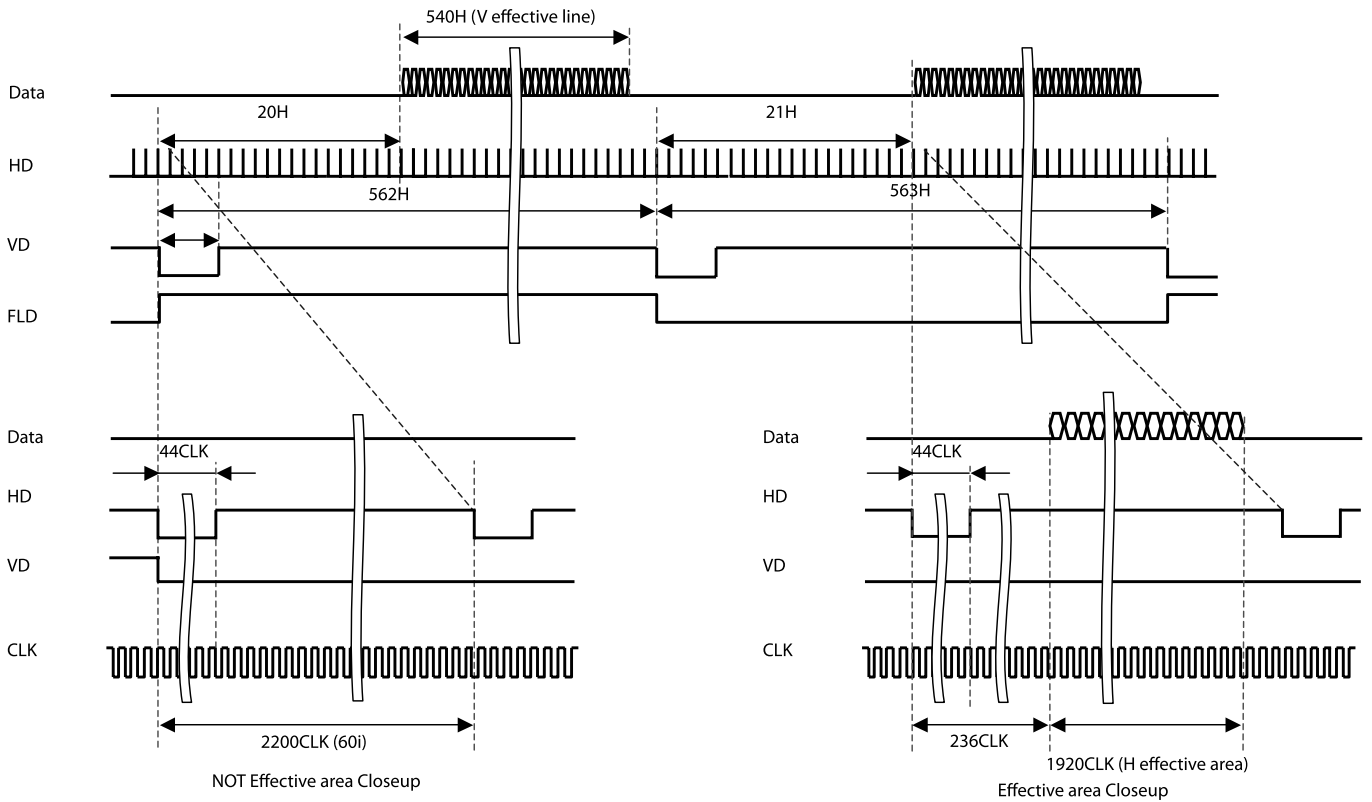 540H (V effective line)
Data
20H
21H
HD
562H
563H
VD
FLD
Data
44CLK
HD
VD
CLK
2200CLK (60i)
NOT Effective area Closeup
Data
44CLK
HD
VD
CLK
236CLK
1920CLK (H effective area)
Effective area Closeup